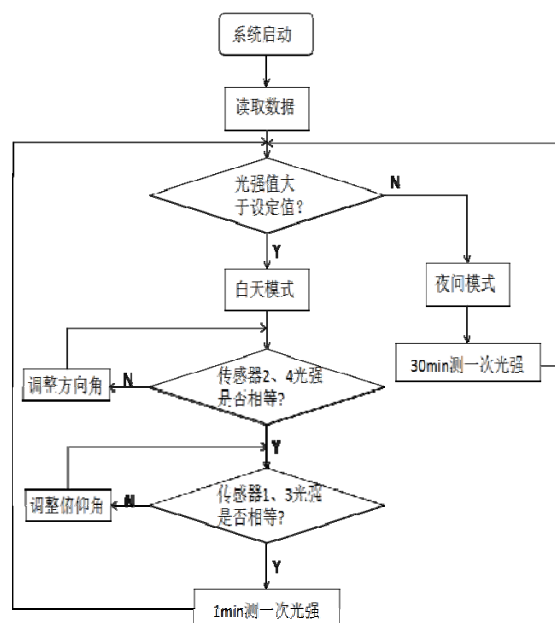 系统启动
读取数据
光强值大
于设定值？
N
Y
白天模式
夜间模式
30min测一次光强
调整方向角
N
传感器2、4光强
是否相等？
Y
调整俯仰角
N
传感器1、3光强
是否相等？
Y
1min测一次光强